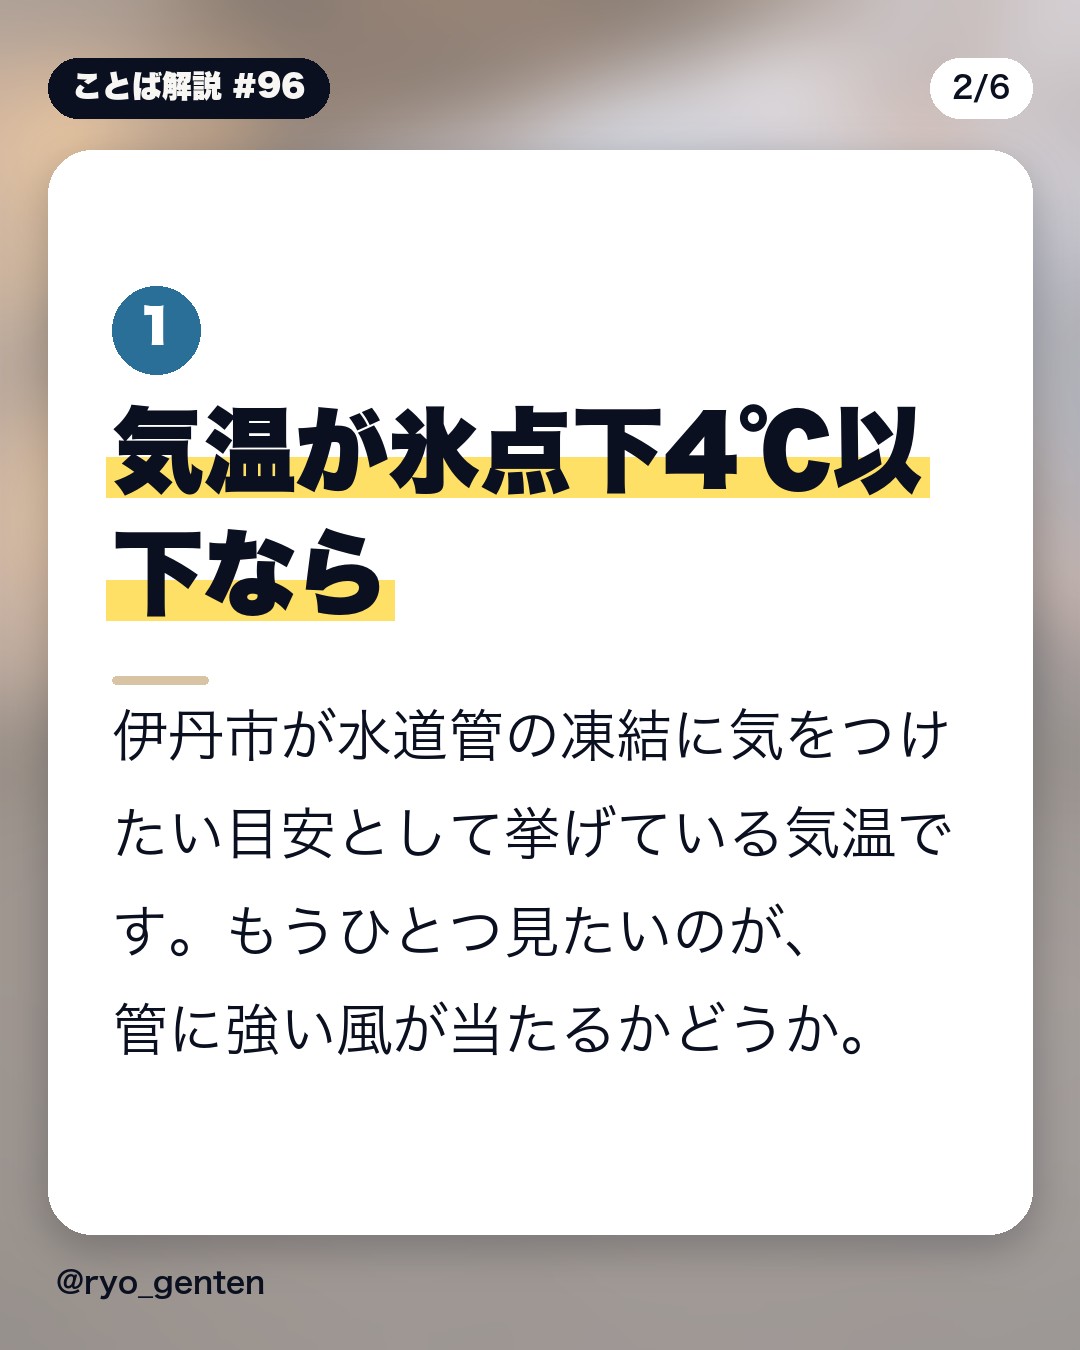 ことば解説 #96
2/6
1
気温が氷点下4℃以
下なら
伊丹市が水道管の凍結に気をつけ
たい目安として挙げている気温で
す。もうひとつ見たいのが、
管に強い風が当たるかどうか。
@ryo_genten